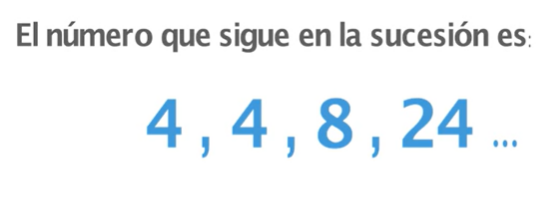 El número que sigue en la sucesión es:
4 , 4 , 8 , 24 ...